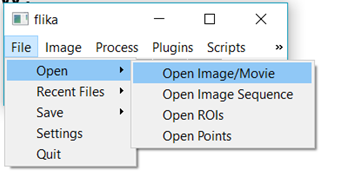 flika
File Image Process Plugins Scripts »
Open
Recent Files
Save
Settings
Quit
Open Image/Movie
Open Image Sequence
Open ROIs
Open Points